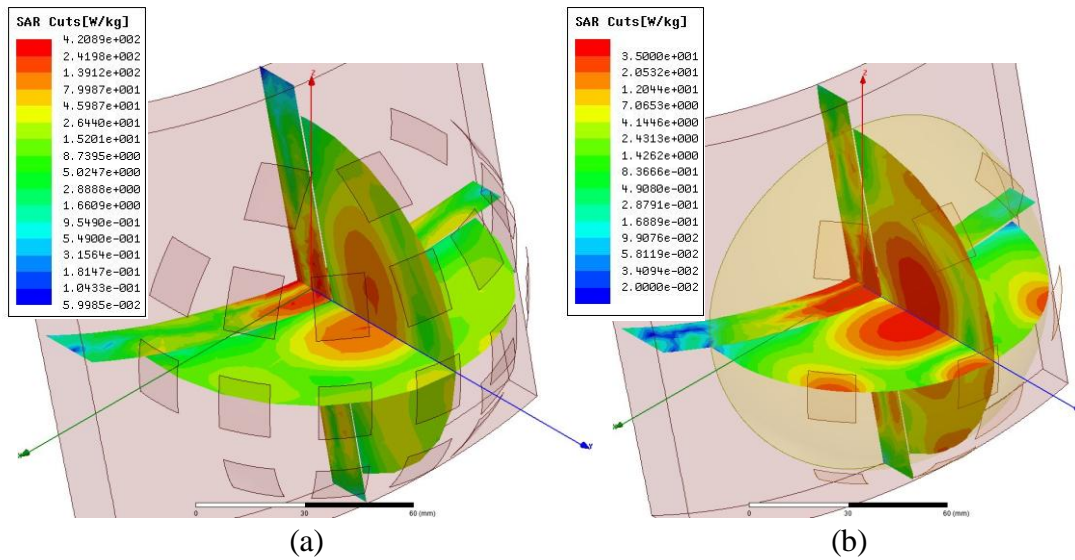 SAR Cuts[W/kg]
4.2089e+002
2.4198e+002
1.3912e+002
7.9987e+001
4.5987e+001
2.6440e+001
1.5201e+001
8.7395e+000
5.0247e+000
2.8888e+000
1.6609e+000
9.5490e-001
5.4900e-001
3.1564e-001
1.8147e-001
1.0433e-001
5.9985e-002
Z
X
Y
0
30
60 (mm)
(a)
SAR Cuts[W/kg]
3.5000e+001
2.0532e+001
1.2044e+001
7.0653e+000
4.1446e+000
2.4313e+000
1.4262e+000
8.3666e-001
4.9080e-001
2.8791e-001
1.6889e-001
9.9076e-002
5.8119e-002
3.4094e-002
2.0000e-002
Z
X
0
30
60 (mm)
(b)